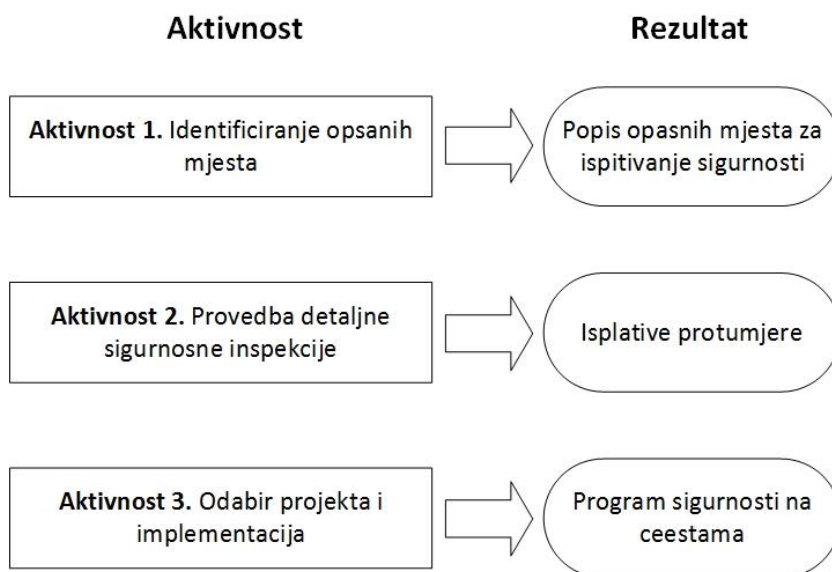 Aktivnost
Rezultat
Aktivnost 1. Identificiranje opsanih
mjesta
Popis opasnih mjesta za
ispitivanje sigurnosti
Aktivnost 2. Provedba detaljne
sigurnosne inspekcije
Isplative protumjere
Aktivnost 3. Odabir projekta i
implementacija
Program sigurnosti na
ceestama